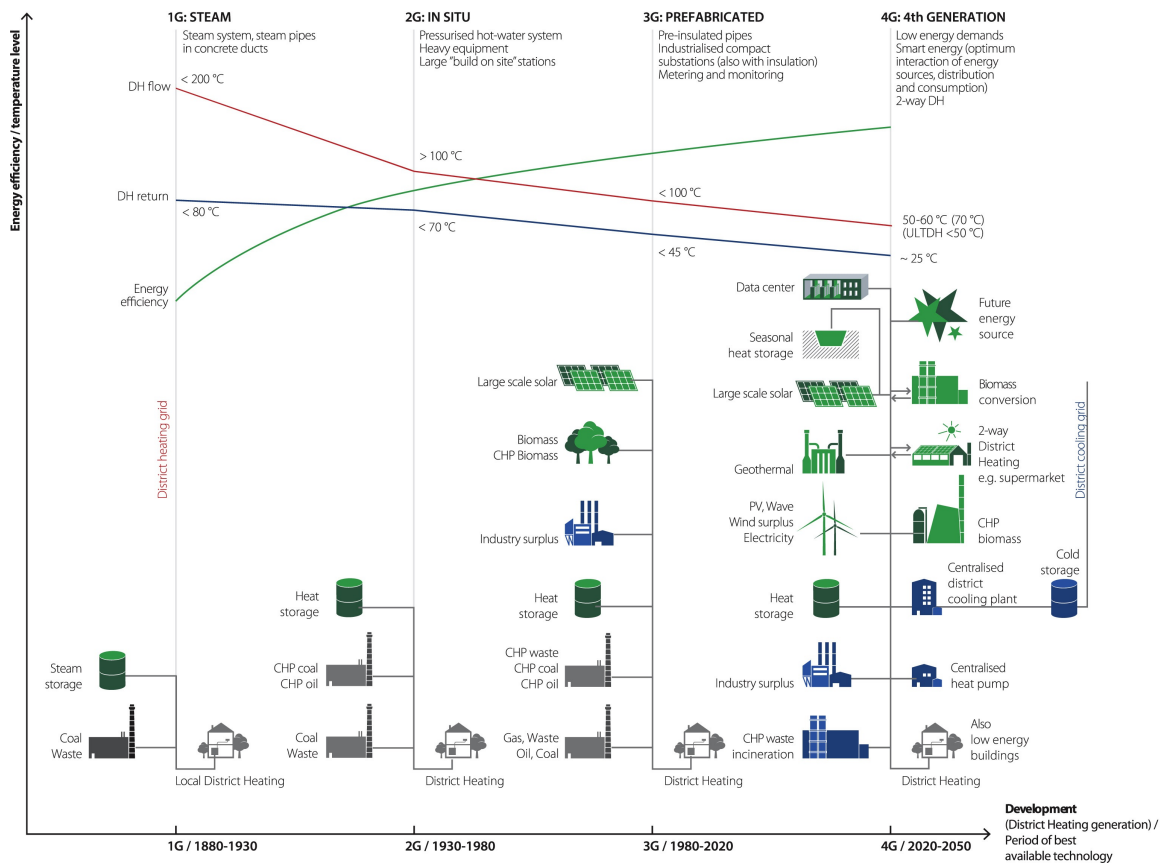 Energy efficiency / temperature level
1G: STEAM
Steam system, steam pipes
in concrete ducts
2G: IN SITU
Pressurised hot-water system
Heavy equipment
Large "build on site" stations
3G: PREFABRICATED
Pre-insulated pipes
Industrialised compact
substations (also with insulation)
Metering and monitoring
4G: 4th GENERATION
Low energy demands
Smart energy (optimum
interaction of energy
sources, distribution
and consumption)
2-way DH
DH flow
< 200 °C
> 100 °C
< 100 °C
50-60 °C (70 °C)
(ULTDH <50 °C)
DH return
< 80 °C
< 70 °C
< 45 °C
~ 25 °C
Energy
efficiency
District heating grid
Data center
Future
energy
source
Seasonal
heat storage
Large scale solar
Large scale solar
Biomass
conversion
Biomass
CHP Biomass
Geothermal
2-way
District
Heating
e.g. supermarket
District cooling grid
Industry surplus
PV, Wave
Wind surplus
Electricity
CHP
biomass
Heat
storage
Heat
storage
Heat
storage
Centralised
district
cooling plant
Cold
storage
Steam
storage
CHP coal
CHP oil
CHP waste
CHP coal
CHP oil
Industry surplus
Centralised
heat pump
Coal
Waste
Coal
Waste
Gas, Waste
Oil, Coal
CHP waste
incineration
Also
low energy
buildings
Local District Heating
District Heating
District Heating
District Heating
1G / 1880-1930
2G / 1930-1980
3G / 1980-2020
4G / 2020-2050
Development
(District Heating generation) /
Period of best
available technology